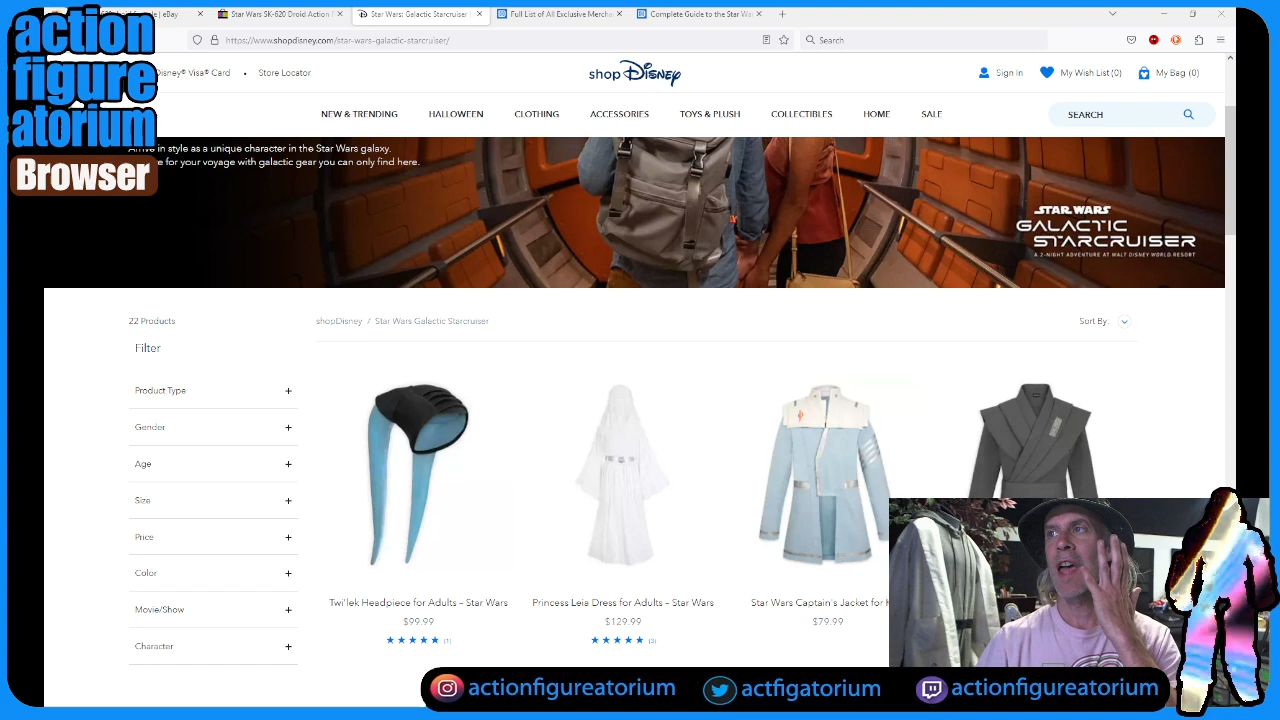 action
figure
atorium
Browser
| eBay
Star Wars SK-620 Droid Action
Star Wars: Galactic Starcruiser |
Full List of All Exclusive Mercha
Complete Guide to the Star Wa
https://www.shopdisney.com/star-wars-galactic-starcruiser/
Search
Disney® Visa® Card • Store Locator
shop Disney
Sign In
My Wish List (0)
My Bag (0)
NEW & TRENDING
HALLOWEEN
CLOTHING
ACCESSORIES
TOYS & PLUSH
COLLECTIBLES
HOME
SALE
SEARCH
Arrive in style as a unique character in the Star Wars galaxy.
for your voyage with galactic gear you can only find here.
STAR WARS
GALACTIC
STARCRUISER
A 2-NIGHT ADVENTURE AT WALT DISNEY WORLD RESORT
22 Products
shopDisney / Star Wars Galactic Starcruiser
Sort By:
Filter
Product Type +
Gender +
Age +
Size +
Price +
Color +
Movie/Show +
Character +
Twi'lek Headpiece for Adults – Star Wars
$99.99
(1)
Princess Leia Dress for Adults – Star Wars
$129.99
(3)
Star Wars Captain's Jacket for
$79.99
actionfigureatorium
actfigatorium
actionfigureatorium